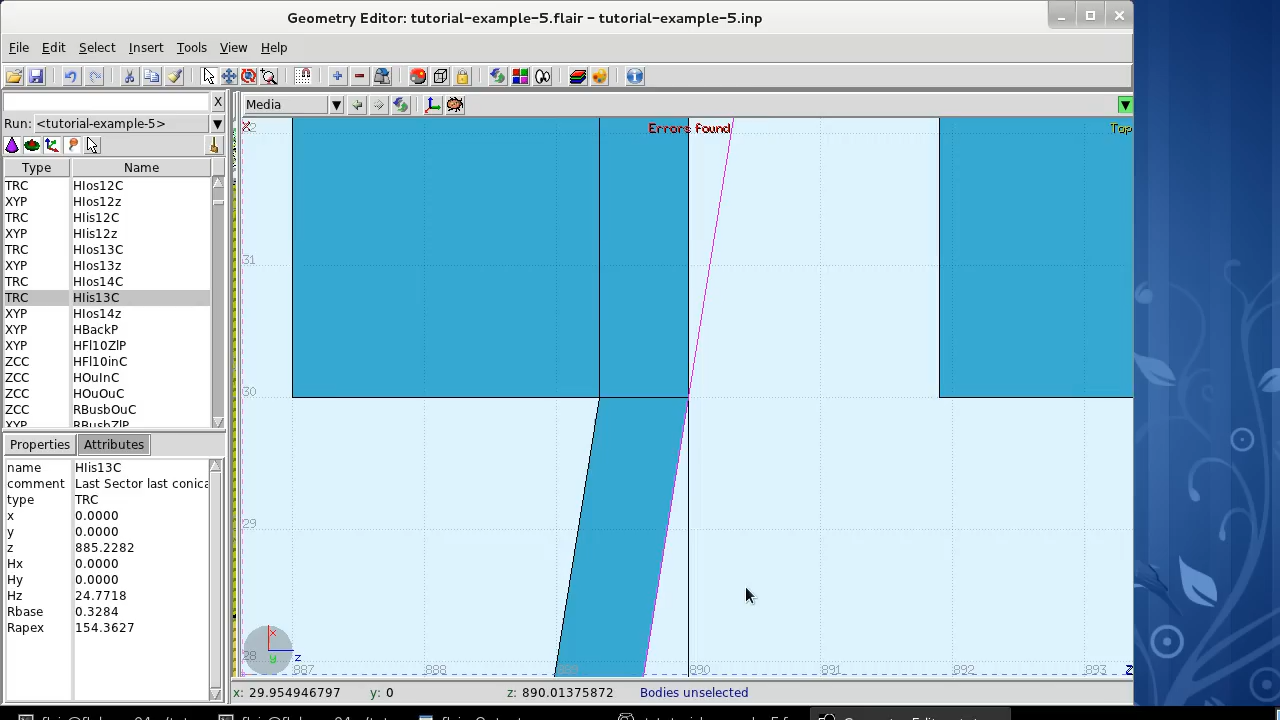 Geometry Editor: tutorial-example-5.flair - tutorial-example-5.inp
File Edit Select Insert Tools View Help
Media
X
Run: <tutorial-example-5>
Type Name
TRC HIos12C
XYP HIos12z
TRC HIis12C
XYP HIis12z
TRC HIos13C
XYP HIos13z
TRC HIos14C
TRC HIis13C
XYP HIos14z
XYP HBackP
XYP HFl10ZlP
ZCC HFl10inC
ZCC HOuInC
ZCC HOuOuC
ZCC RBusbOuC
XYP RBusbZlP
Properties Attributes
name HIis13C
comment Last Sector last conica
type TRC
x 0.0000
y 0.0000
z 885.2282
Hx 0.0000
Hy 0.0000
Hz 24.7718
Rbase 0.3284
Rapex 154.3627
X
Errors found
Top
31
30
29
28
x
y
z
887 888 889 890 891 892 893
Z
x: 29.954946797 y: 0 z: 890.01375872 Bodies unselected